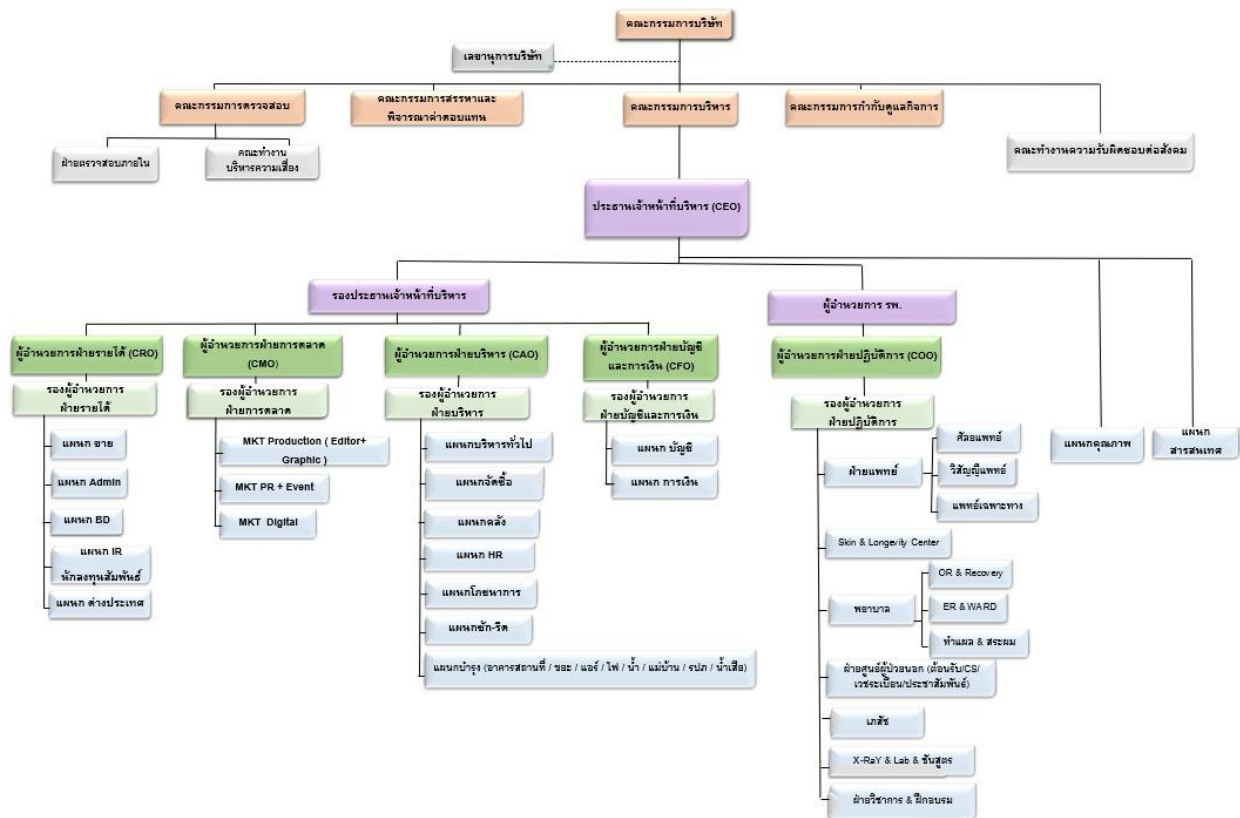 คณะกรรมการบริษัท
เลขานุการบริษัท
คณะกรรมการตรวจสอบ
คณะกรรมการสรรหาและ
พิจารณาค่าตอบแทน
คณะกรรมการบริหาร
คณะกรรมการกำกับดูแลกิจการ
ฝ่ายตรวจสอบภายใน
คณะทำงาน
บริหารความเสี่ยง
คณะทำงานความรับผิดชอบต่อสังคม
ประธานเจ้าหน้าที่บริหาร (CEO)
รองประธานเจ้าหน้าที่บริหาร
ผู้อำนวยการ รพ.
ผู้อำนวยการฝ่ายรายได้ (CRO)
ผู้อำนวยการฝ่ายการตลาด
(CMO)
ผู้อำนวยการฝ่ายบริหาร (CAO)
ผู้อำนวยการฝ่ายบัญชี
และการเงิน (CFO)
ผู้อำนวยการฝ่ายปฏิบัติการ (COO)
รองผู้อำนวยการ
ฝ่ายรายได้
รองผู้อำนวยการ
ฝ่ายการตลาด
รองผู้อำนวยการ
ฝ่ายบริหาร
รองผู้อำนวยการ
ฝ่ายบัญชีและการเงิน
รองผู้อำนวยการ
ฝ่ายปฏิบัติการ
แผนกคุณภาพ
แผนก
สารสนเทศ
แผนก ขาย
แผนก Admin
แผนก BD
แผนก IR
นักลงทุนสัมพันธ์
แผนก ต่างประเทศ
MKT Production ( Editor+
Graphic )
MKT PR + Event
MKT Digital
แผนกบริหารทั่วไป
แผนกจัดซื้อ
แผนกคลัง
แผนก HR
แผนกโภชนาการ
แผนกซัก-รีด
แผนกบำรุง (อาคารสถานที่ / ขยะ / แอร์ / ไฟ / น้ำ / แม่บ้าน / รปภ / น้ำเสีย)
แผนก บัญชี
แผนก การเงิน
ฝ่ายแพทย์
ศัลยแพทย์
วิสัญญีแพทย์
แพทย์เฉพาะทาง
Skin & Longevity Center
พยาบาล
OR & Recovery
ER & WARD
ทำแผล & สระผม
ฝ่ายศูนย์ผู้ป่วยนอก (ต้อนรับ/CS/
เวชระเบียน/ประชาสัมพันธ์)
เภสัช
X-RaY & Lab & ชันสูตร
ฝ่ายวิชาการ & ฝึกอบรม